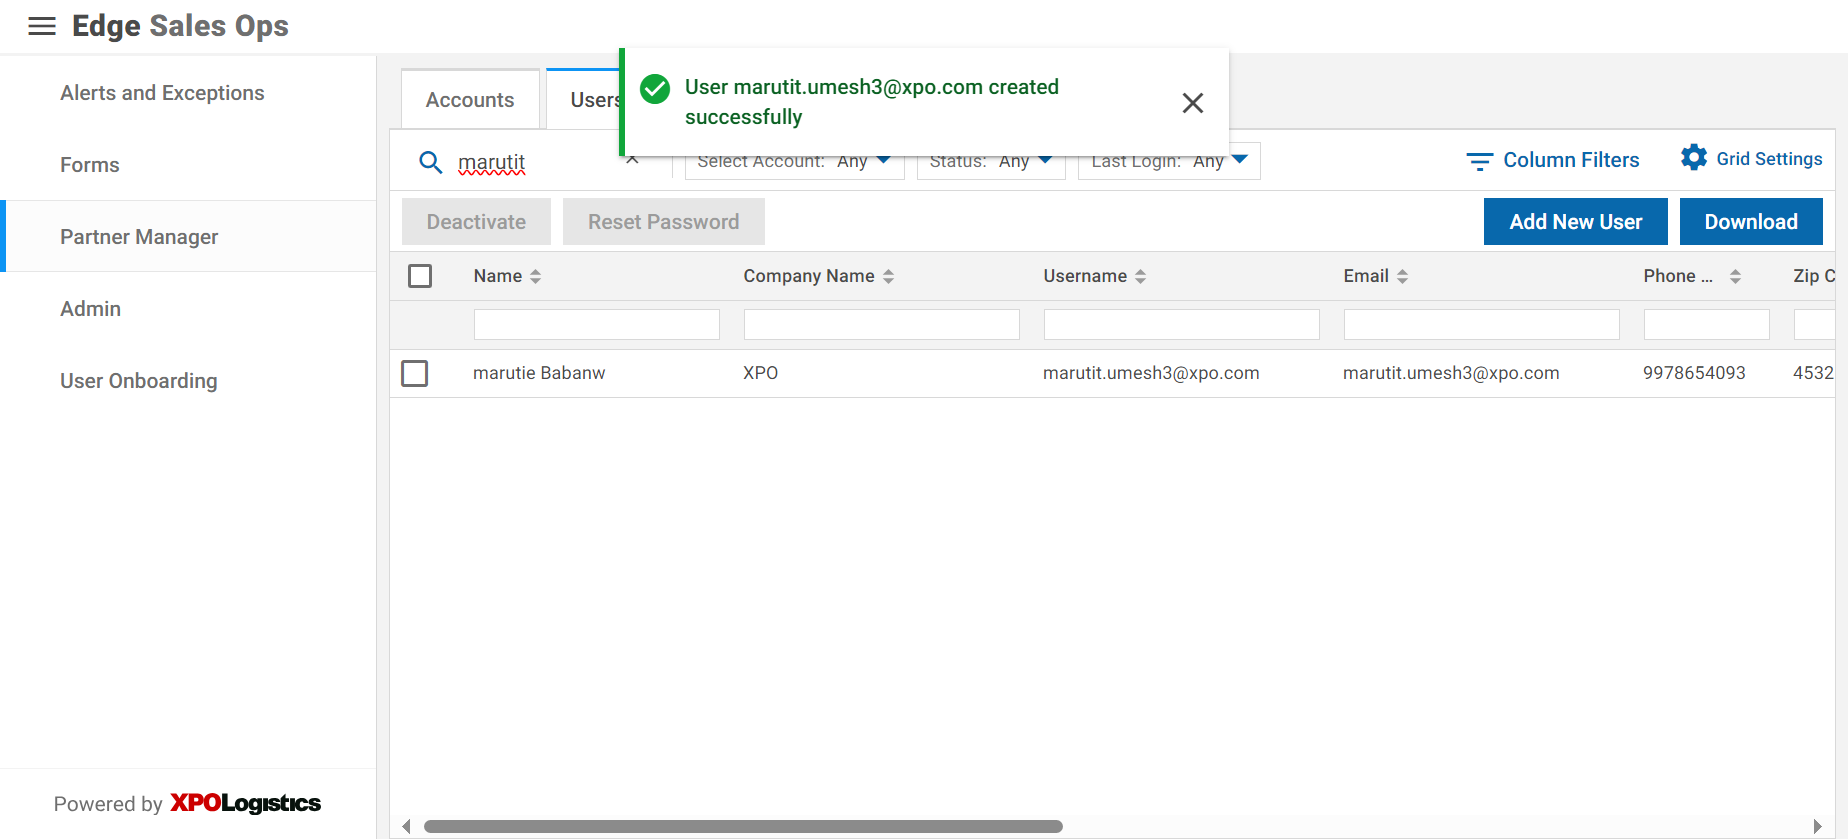 Edge Sales Ops
Alerts and Exceptions
Forms
Partner Manager
Admin
User Onboarding
Powered by XPOLogistics
Accounts
Users
User marutit.umesh3@xpo.com created
successfully
marutit
Select Account: Any
Status: Any
Last Login: Any
Column Filters
Grid Settings
Deactivate
Reset Password
Add New User
Download
Name
Company Name
Username
Email
Phone ...
Zip C
marutie Babanw
XPO
marutit.umesh3@xpo.com
marutit.umesh3@xpo.com
9978654093
4532